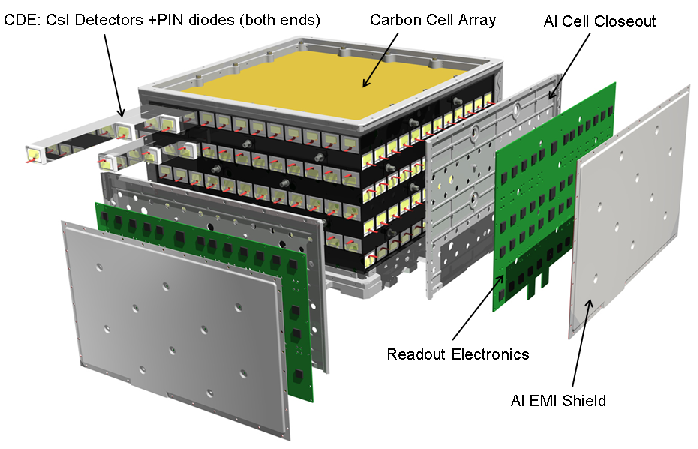 CDE: CsI Detectors +PIN diodes (both ends)
Carbon Cell Array
Al Cell Closeout
Readout Electronics
Al EMI Shield